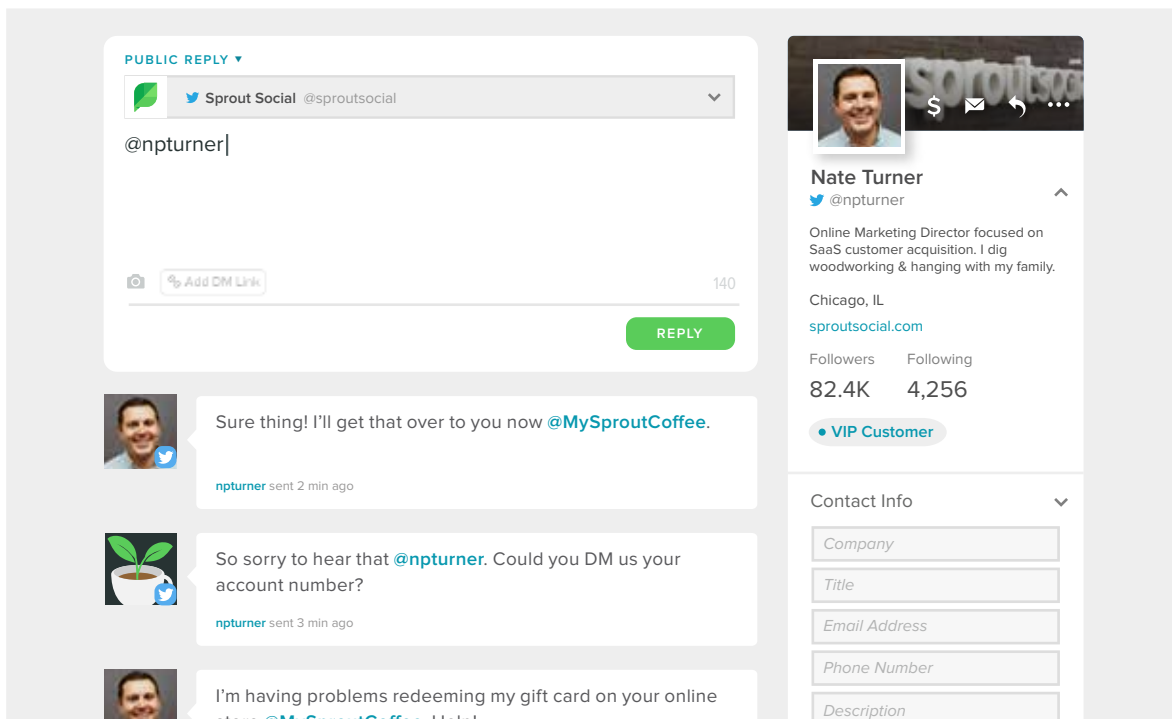 PUBLIC REPLY ▼
Sprout Social @sproutsocial
@npturner
Add DM Link
140
REPLY
Sure thing! I’ll get that over to you now @MySproutCoffee.
npturner sent 2 min ago
So sorry to hear that @npturner. Could you DM us your
account number?
npturner sent 3 min ago
I’m having problems redeeming my gift card on your online
store @MySproutCoffee. Help!
sproutsoci
$
Nate Turner
@npturner
Online Marketing Director focused on
SaaS customer acquisition. I dig
woodworking & hanging with my family.
Chicago, IL
sproutsocial.com
Followers Following
82.4K 4,256
• VIP Customer
Contact Info
Company
Title
Email Address
Phone Number
Description